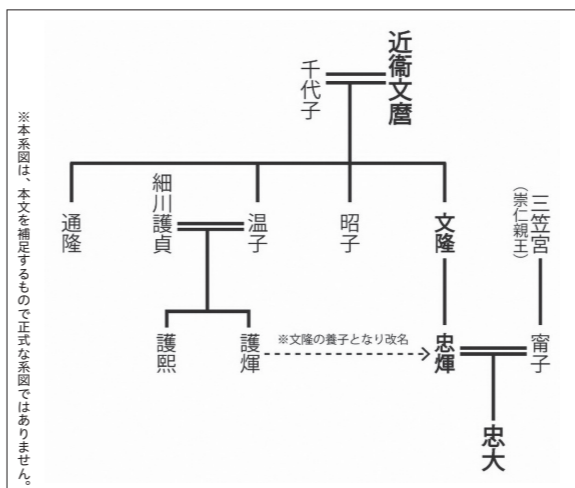 近衞文麿
千代子
三笠宮
（崇仁親王）
文隆
昭子
温子
細川護貞
通隆
甯子
忠輝
※文隆の養子となり改名
護輝
護熙
忠大
※本系図は、本文を補足するもので正式な系図ではありません。